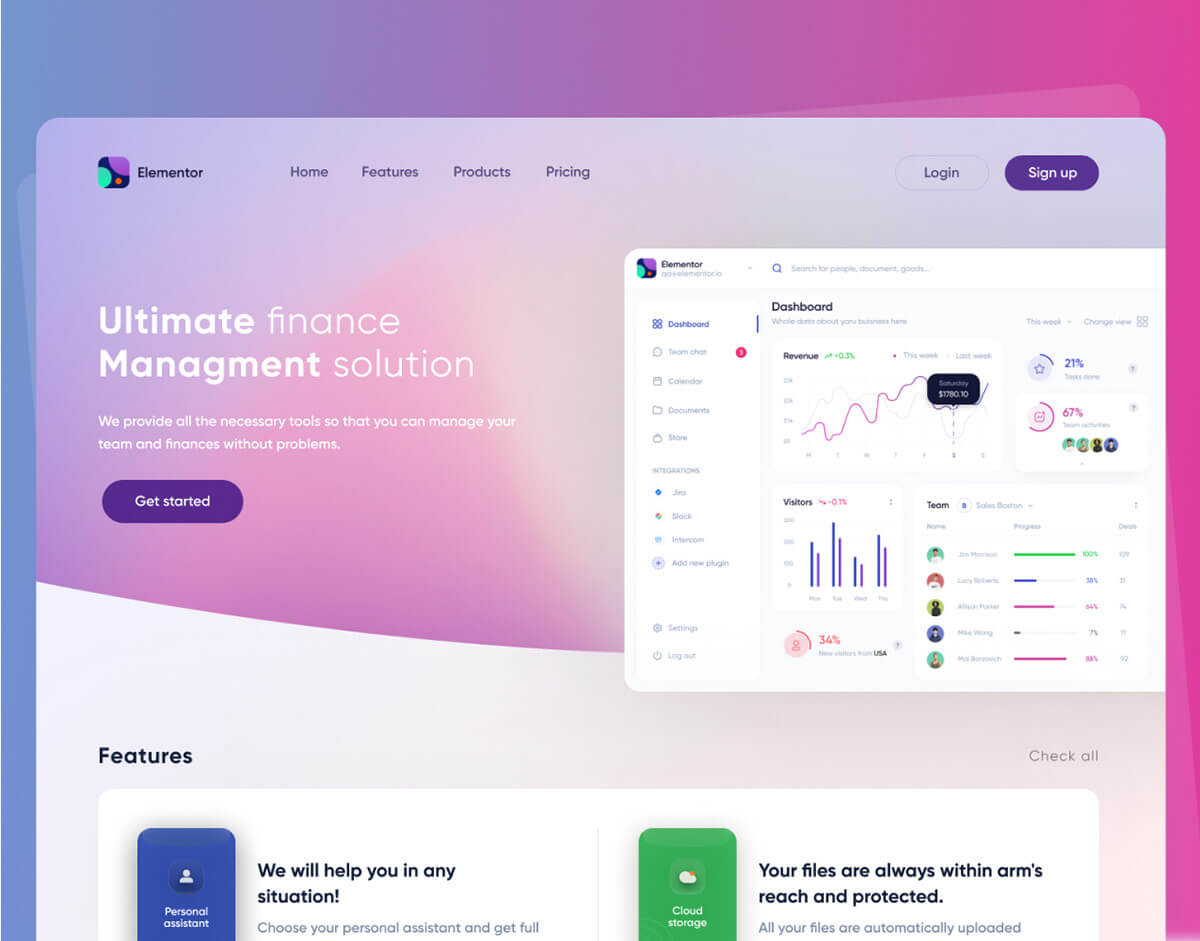 Elementor
Home Features Products Pricing
Login Sign up
Ultimate finance
Managment solution
We provide all the necessary tools so that you can manage your
team and finances without problems.
Get started
Elementor
qa@elementor.io
Search for people, document, goods...
Dashboard
Team chat 3
Calendar
Documents
Store
INTEGRATIONS
Jira
Slack
Intercom
Add new plugin
Settings
Log out
Dashboard
Whole data about yoru buisness here
This week Change view
Revenue +0.3% This week Last week
Saturday
$1780.10
M T W T F S S
21%
Tasks done
?
67%
Team activities
?
Visitors -0.1%
100
0
Mon Tue Wed Thu
34%
New visitors from USA
?
Team B Sales Boston
Name Progress Deals
Jim Morrison 100% 109
Lucy Roberts 38% 31
Allison Parker 64% 74
Mike Wong 7% 11
Mai Borzovich 88% 92
Features
Check all
Personal
assistant
We will help you in any
situation!
Choose your personal assistant and get full
Cloud
storage
Your files are always within arm's
reach and protected.
All your files are automatically uploaded